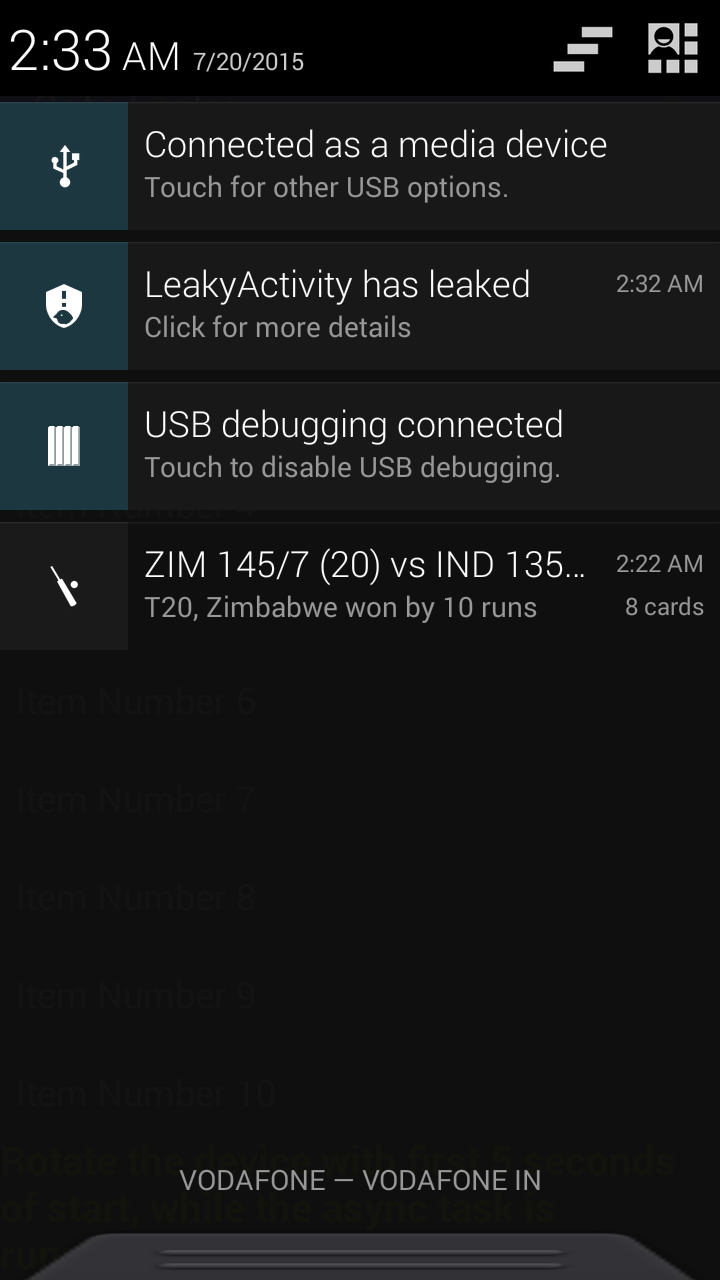 2:33 AM 7/20/2015
Connected as a media device
Touch for other USB options.
LeakyActivity has leaked 2:32 AM
Click for more details
USB debugging connected
Touch to disable USB debugging.
Item Number
ZIM 145/7 (20) vs IND 135... 2:22 AM
T20, Zimbabwe won by 10 runs 8 cards
Item Number 6
Item Number 7
Item Number 8
Item Number 9
Item Number 10
Rotate the device with first 5 seconds
VODAFONE — VODAFONE IN
of start, while the async task is